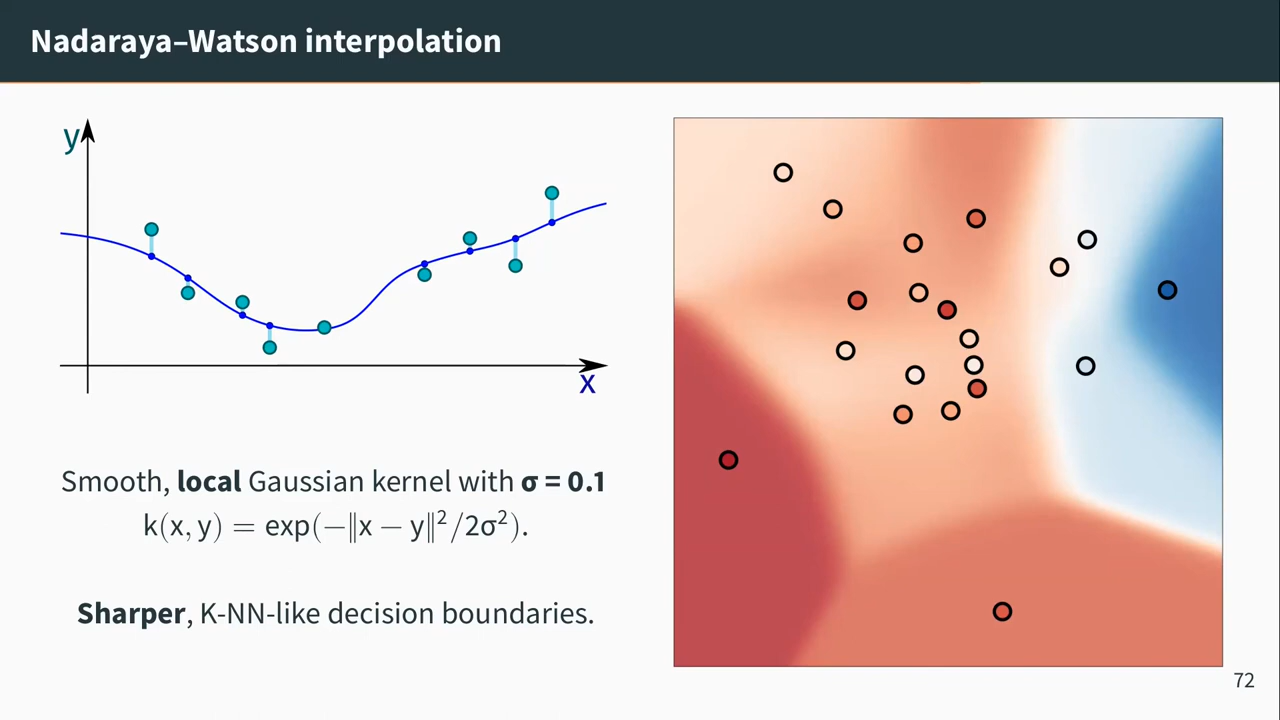 Nadaraya–Watson interpolation
y
x
Smooth, local Gaussian kernel with σ = 0.1
k(x, y) = exp(−‖x − y‖²/2σ²).
Sharper, K-NN-like decision boundaries.
72